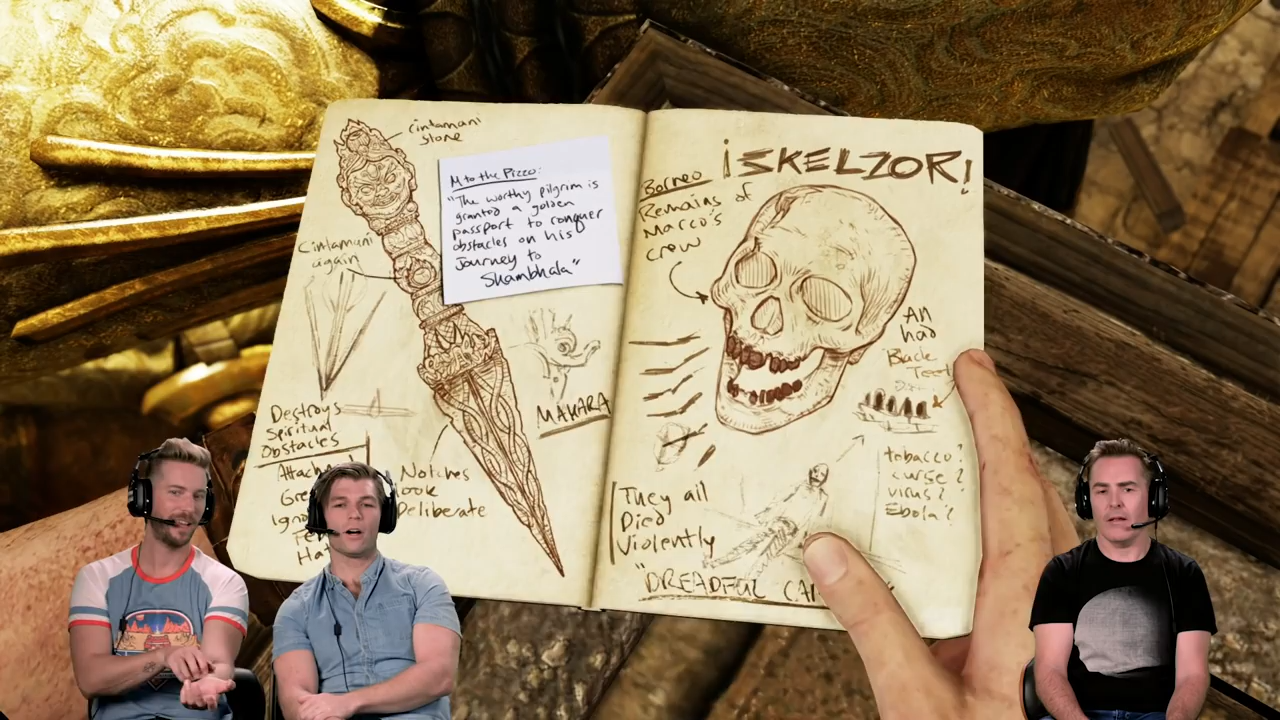 cintamani
stone
M to the Pizzo:
"The worthy pilgrim is
granted a golden
passport to conquer
obstacles on his
journey to
Shambhala"
Cintamani
again
MAKARA
Destroys
Spiritual
Obstacles
Notches
Deliberate
¡SKELZOR!
Borneo
Remains of
Marco's
crew
All
had
Black
Teeth
tobacco?
curse?
virus?
Ebola?
They all
Died
Violently
"DREADFUL